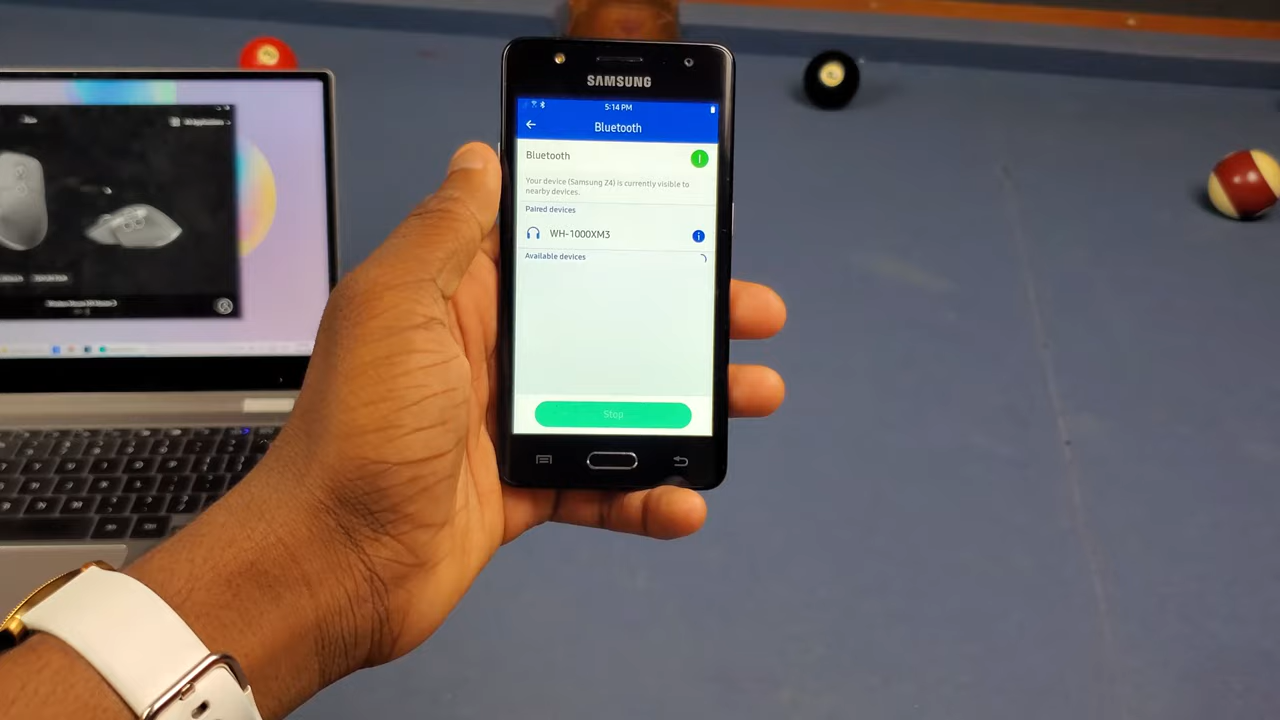 SAMSUNG
5:14 PM
Bluetooth
Bluetooth
Your device (Samsung Z4) is currently visible to
nearby devices.
Paired devices
WH-1000XM3
Available devices
Stop